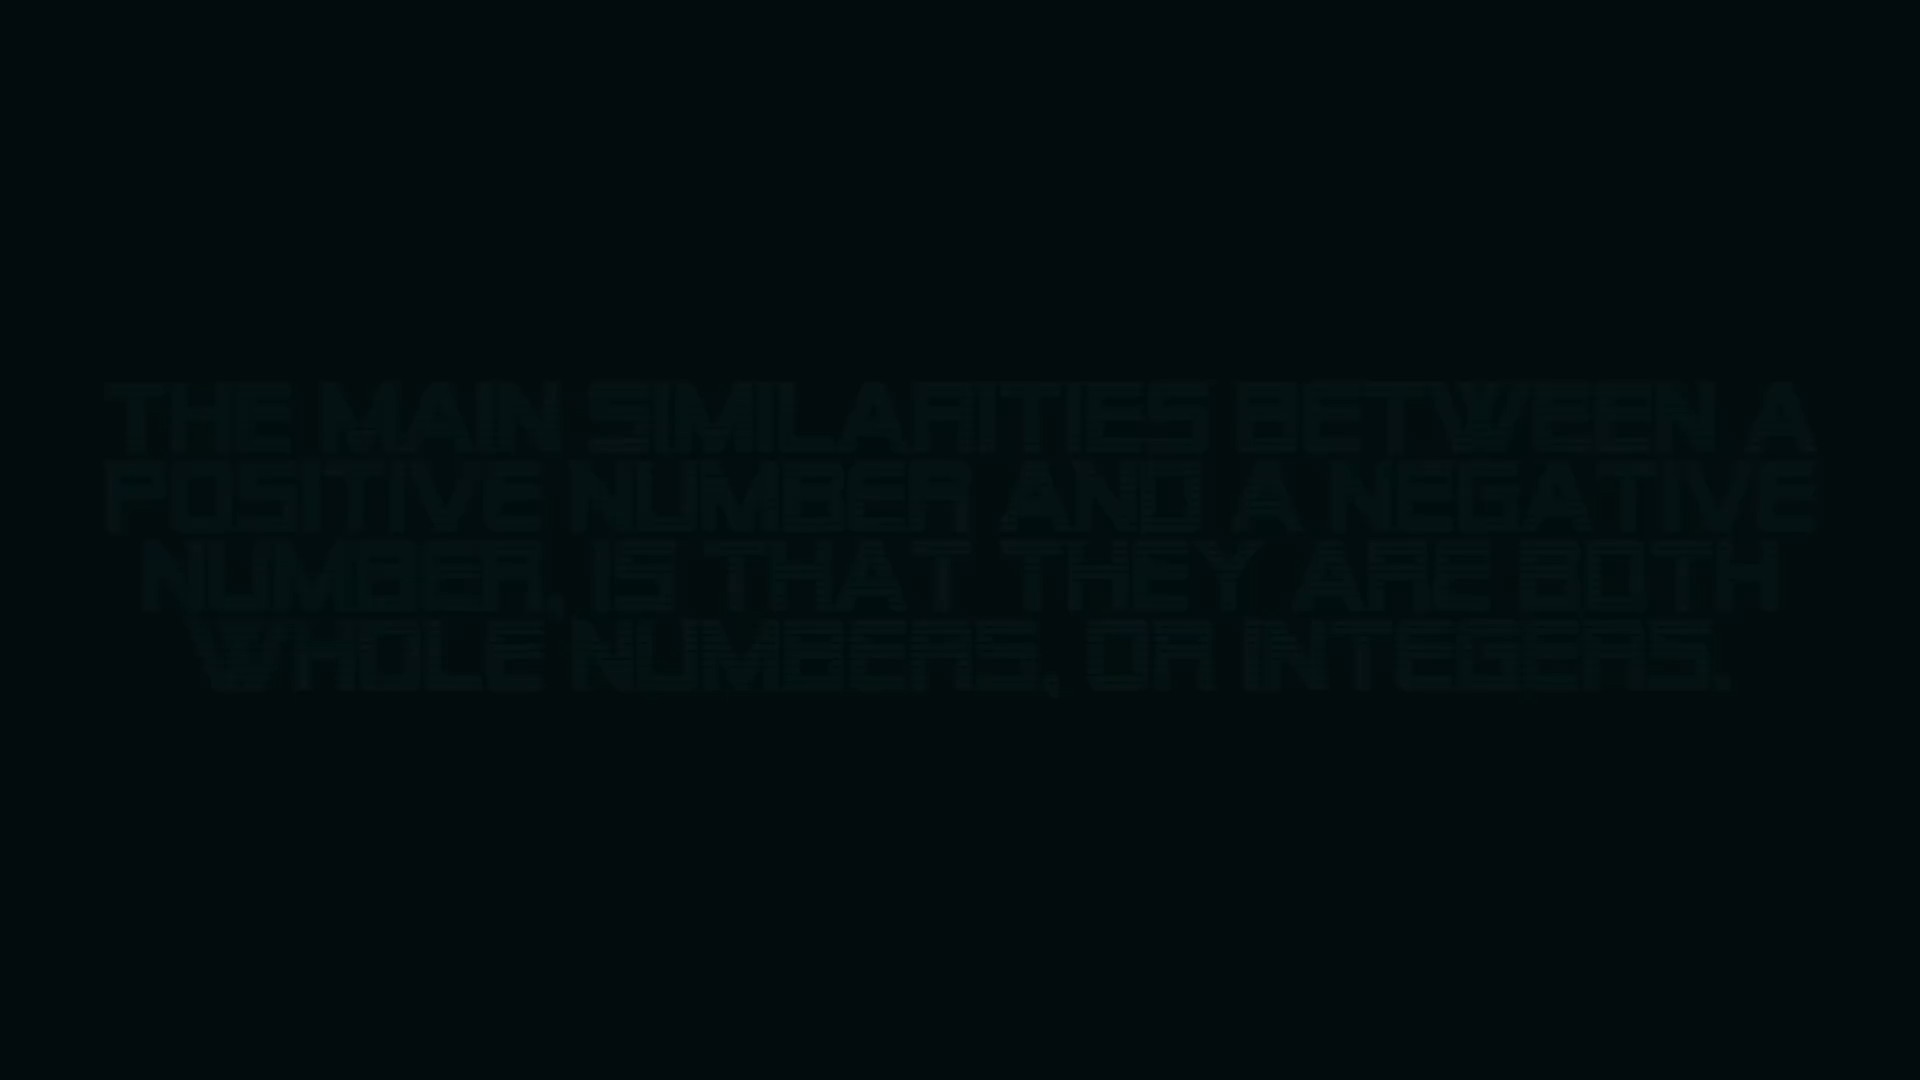 THE MAIN SIMILARITIES BETWEEN A
POSITIVE NUMBER AND A NEGATIVE
NUMBER, IS THAT THEY ARE BOTH
WHOLE NUMBERS, OR INTEGERS.